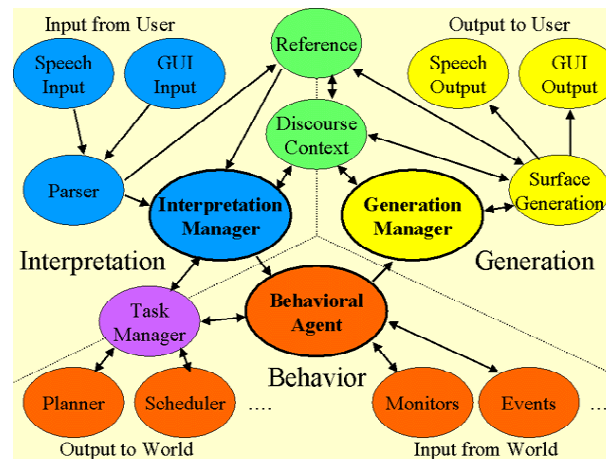 Input from User
Output to User
Reference
Speech
Input
GUI
Input
Speech
Output
GUI
Output
Discourse
Context
Parser
Interpretation
Manager
Generation
Manager
Surface
Generation
Interpretation
Generation
Task
Manager
Behavioral
Agent
Behavior
Planner
Scheduler
....
Monitors
Events
....
Output to World
Input from World